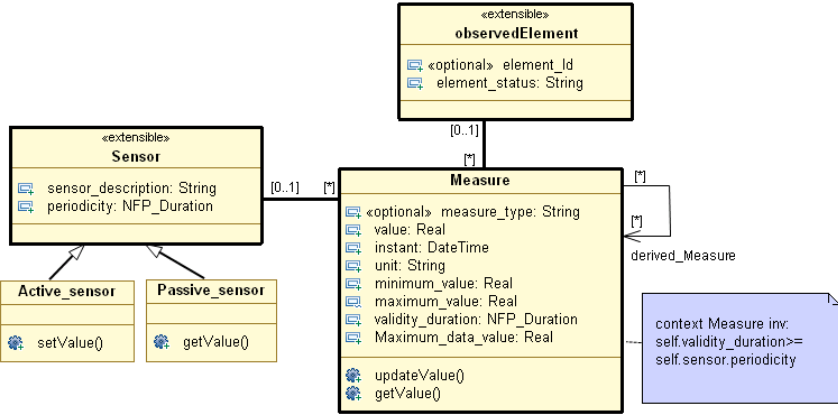 «extensible»
observedElement
«optional» element_Id
element_status: String
[0..1]
[*]
«extensible»
Sensor
sensor_description: String
periodicity: NFP_Duration
[0..1]
[*]
Active_sensor
setValue()
Passive_sensor
getValue()
Measure
«optional» measure_type: String
value: Real
instant: DateTime
unit: String
minimum_value: Real
maximum_value: Real
validity_duration: NFP_Duration
Maximum_data_value: Real
updateValue()
getValue()
[*]
[*]
derived_Measure
context Measure inv:
self.validity_duration>=
self.sensor.periodicity